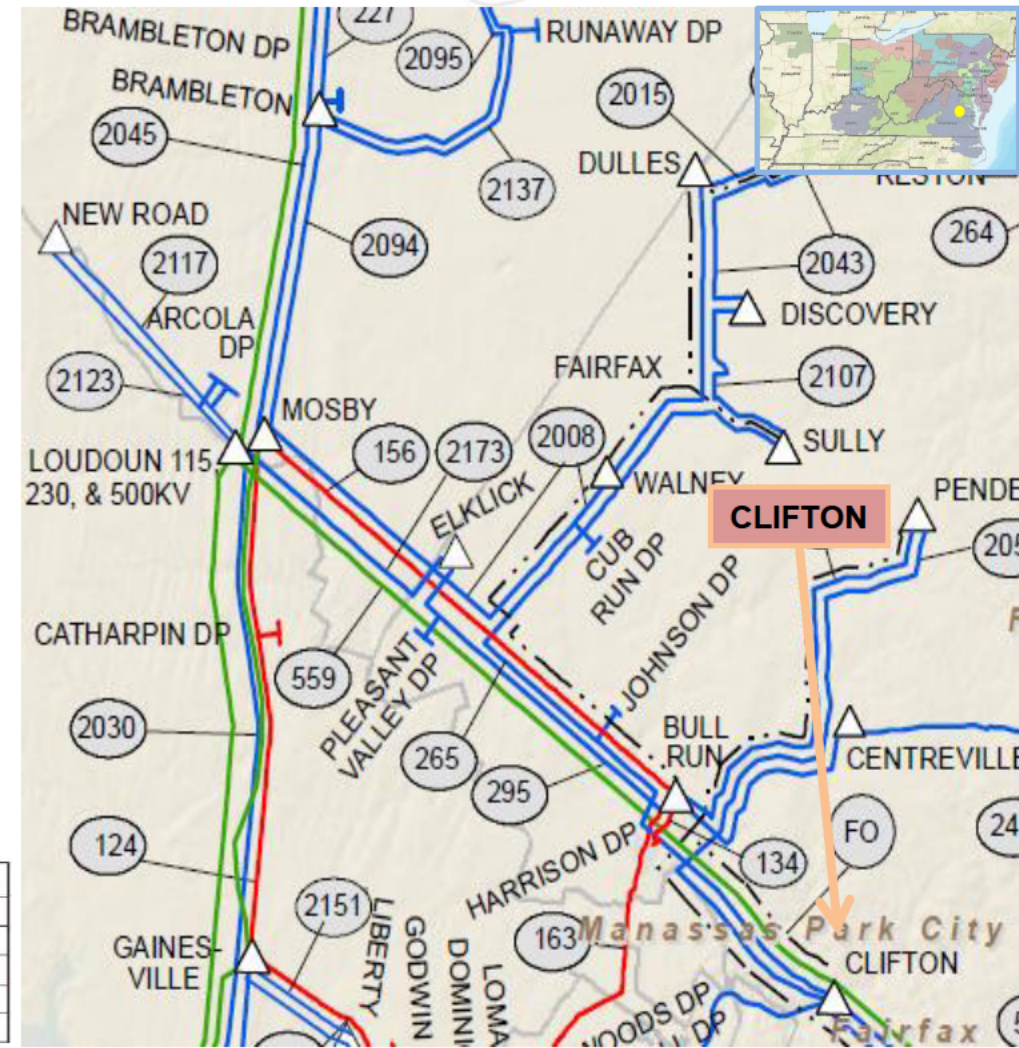 227
BRAMBLETON DP
2095
RUNAWAY DP
BRAMBLETON
2015
2045
DULLES
RESTON
2137
NEW ROAD
264
2094
2117
2043
ARCOLA
DP
DISCOVERY
FAIRFAX
2123
2107
MOSBY
156
2173
2008
SULLY
LOUDOUN 115
230, & 500KV
ELKLICK
WALNEY
PENDE
CLIFTON
205
CUB
RUN DP
JOHNSON DP
CATHARPIN DP
F
559
PLEASANT
VALLEY DP
2030
BULL
RUN
265
CENTREVILLE
295
FO
24
124
HARRISON DP
134
2151
LIBERTY
GODWIN
DOMINI
LOMA
163
Manassas Park City
GAINES-
VILLE
CLIFTON
WOODS DP
DP
Fairfax
5